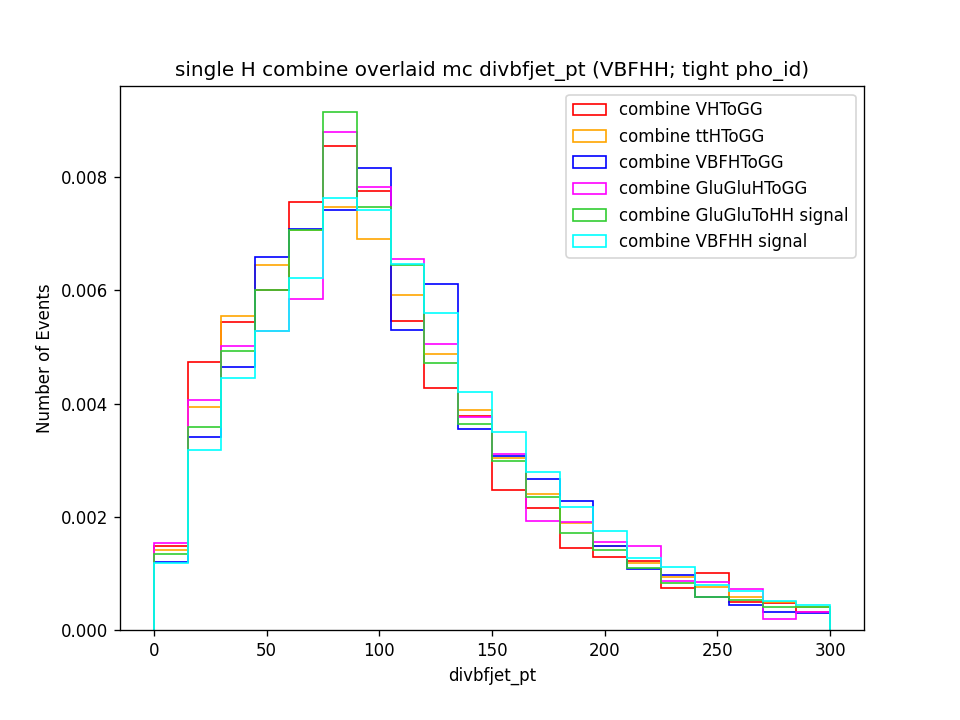 single H combine overlaid mc divbfjet_pt (VBFHH; tight pho_id)
combine VHToGG
combine ttHToGG
combine VBFHToGG
combine GluGluHToGG
combine GluGluToHH signal
combine VBFHH signal
Number of Events
0.008
0.006
0.004
0.002
0.000
0 50 100 150 200 250 300
divbfjet_pt